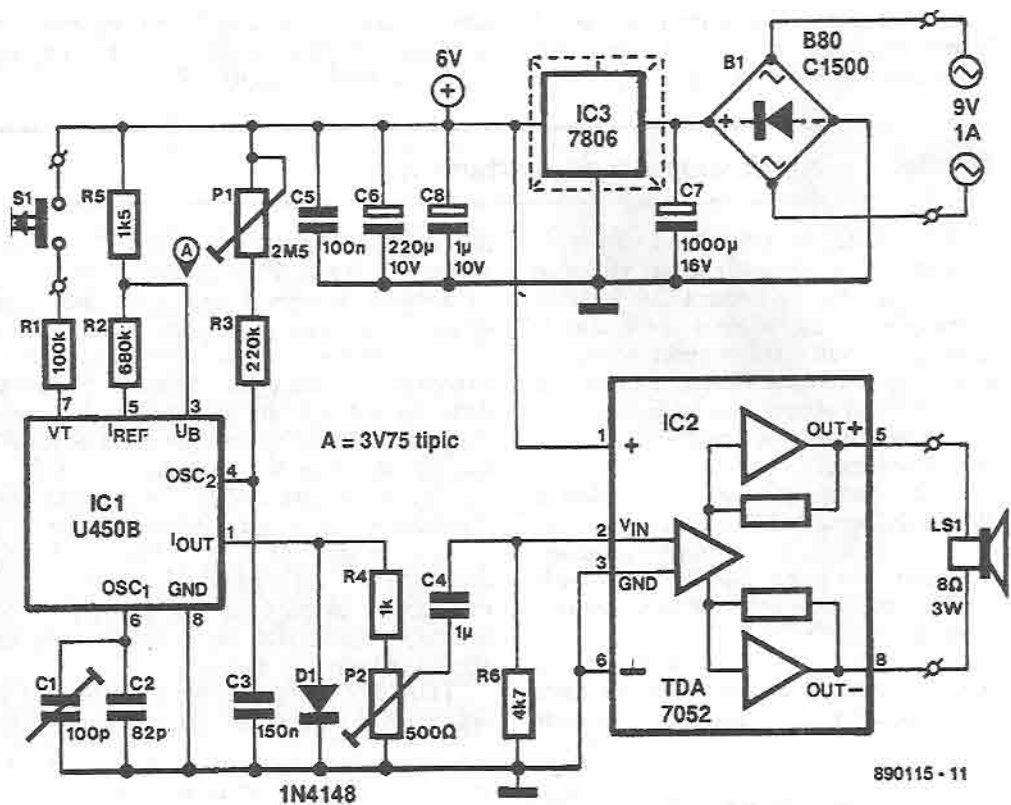 6V
+
B80
C1500
B1
IC3
7806
9V
1A
S1
R5
1k5
A
P1
2M5
C5
100n
C6
220µ
10V
C8
1µ
10V
C7
1000µ
16V
R1
100k
R2
680k
R3
220k
7
5
3
VT
IREF
UB
A = 3V75 tipic
IC1
U450B
OSC2
4
IOUT
1
OSC1
GND
6
8
C1
100p
C2
82p
C3
150n
D1
1N4148
R4
1k
P2
500Ω
C4
1µ
R6
4k7
IC2
1
+
2
VIN
3
GND
6
⊥
OUT+
5
OUT−
8
TDA
7052
LS1
8Ω
3W
890115 - 11